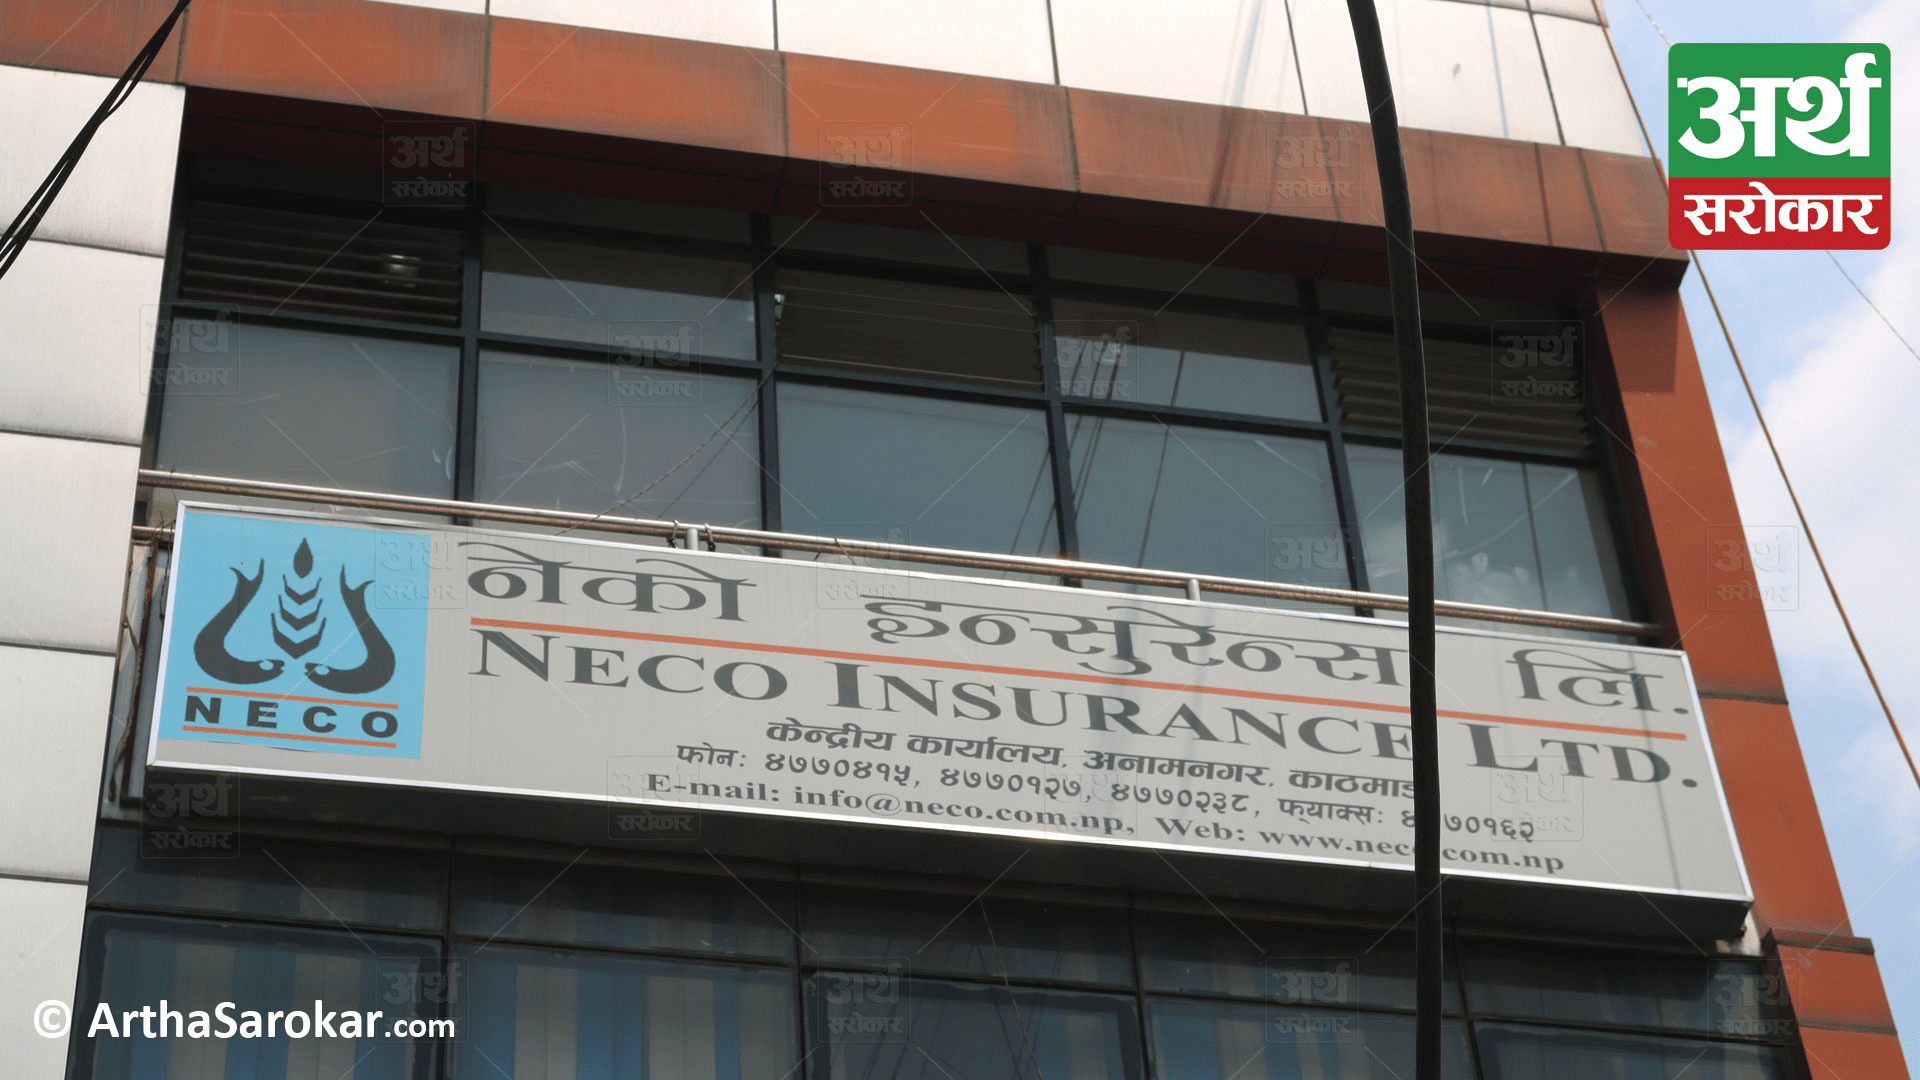 अर्थ
सरोकार
नेको इन्सुरेन्स लि.
NECO INSURANCE LTD.
NECO
केन्द्रीय कार्यालय, अनामनगर, काठमाडौं
फोन: ४७७०४१५, ४७७०१२७, ४७७०२३८, फ्याक्स: ४७७०१६२
E-mail: info@neco.com.np, Web: www.neco.com.np
© ArthaSarokar.com